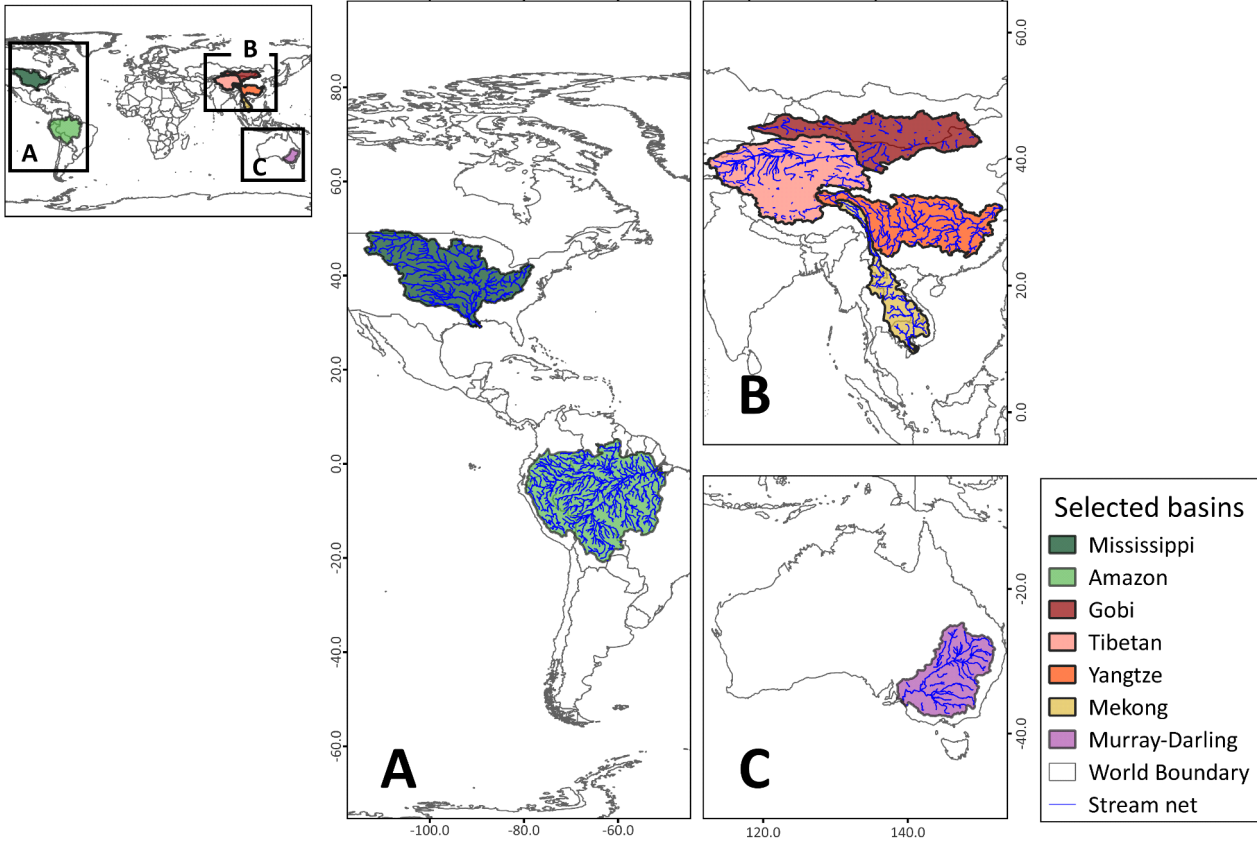 B
A
C
80.0
60.0
40.0
20.0
0.0
-20.0
-40.0
-60.0
-100.0
-80.0
-60.0
A
60.0
40.0
20.0
0.0
B
-20.0
-40.0
120.0
140.0
C
Selected basins
Mississippi
Amazon
Gobi
Tibetan
Yangtze
Mekong
Murray-Darling
World Boundary
Stream net